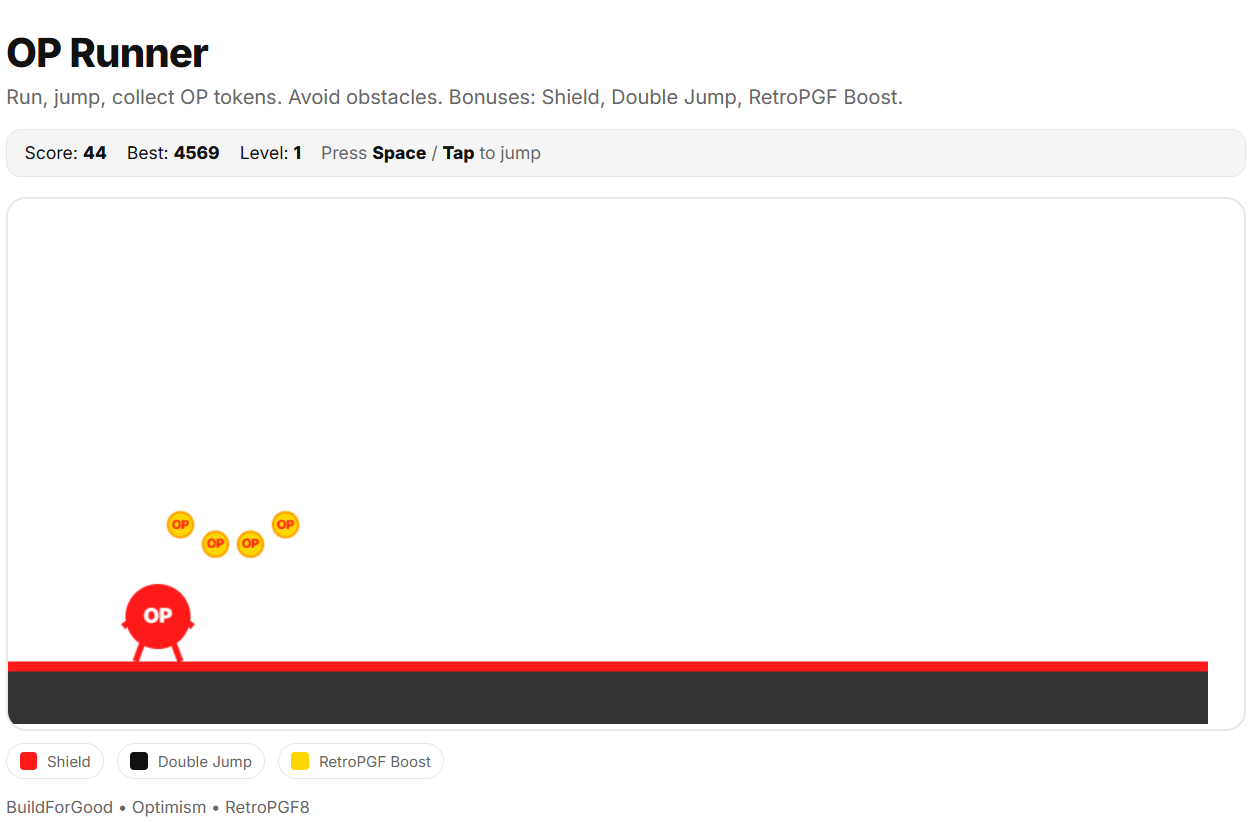 OP Runner
Run, jump, collect OP tokens. Avoid obstacles. Bonuses: Shield, Double Jump, RetroPGF Boost.
Score: 44 Best: 4569 Level: 1 Press Space / Tap to jump
OP OP
OP OP
OP
Shield Double Jump RetroPGF Boost
BuildForGood • Optimism • RetroPGF8